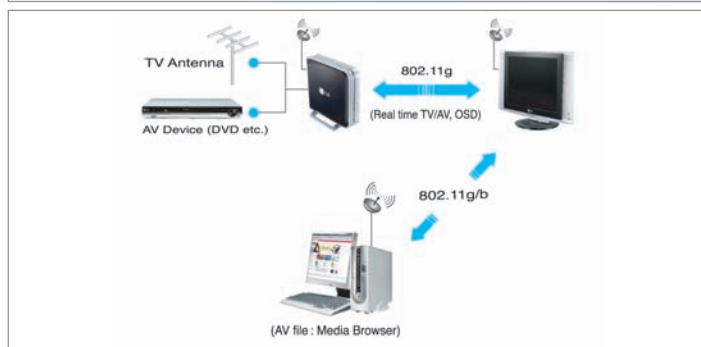 TV Antenna
AV Device (DVD etc.)
LG
802.11g
(Real time TV/AV, OSD)
802.11g/b
(AV file : Media Browser)